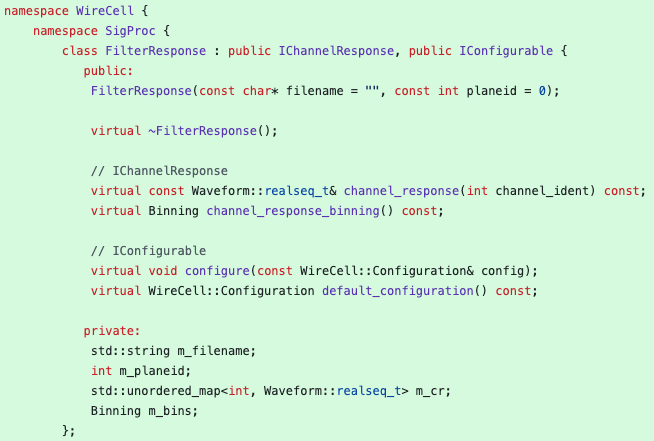 namespace WireCell {
    namespace SigProc {
        class FilterResponse : public IChannelResponse, public IConfigurable {
           public:
            FilterResponse(const char* filename = "", const int planeid = 0);

            virtual ~FilterResponse();

            // IChannelResponse
            virtual const Waveform::realseq_t& channel_response(int channel_ident) const;
            virtual Binning channel_response_binning() const;

            // IConfigurable
            virtual void configure(const WireCell::Configuration& config);
            virtual WireCell::Configuration default_configuration() const;

           private:
            std::string m_filename;
            int m_planeid;
            std::unordered_map<int, Waveform::realseq_t> m_cr;
            Binning m_bins;
        };